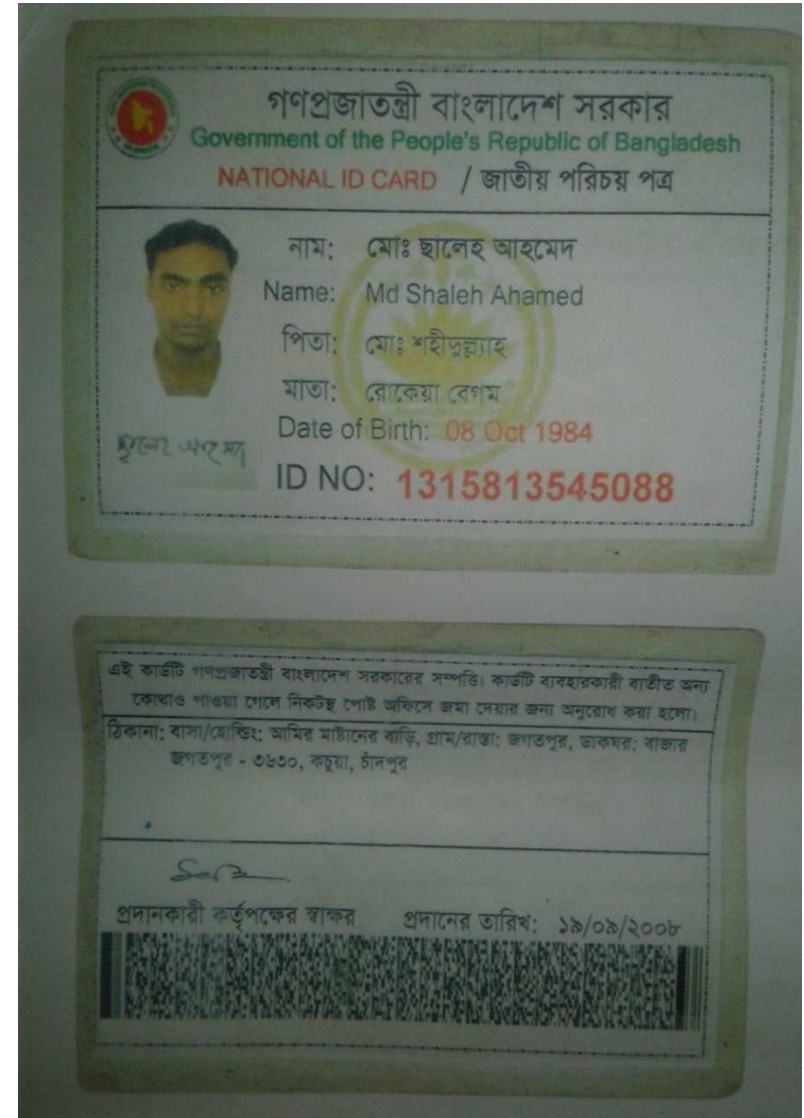 গণপ্রজাতন্ত্রী বাংলাদেশ সরকার
Government of the People's Republic of Bangladesh
NATIONAL ID CARD / জাতীয় পরিচয় পত্র
নাম: মোঃ ছালেহ আহমেদ
Name: Md Shaleh Ahamed
পিতা: মোঃ শহীদুল্ল্যাহ
মাতা: রোকেয়া বেগম
Date of Birth: 08 Oct 1984
ID NO: 1315813545088
এই কার্ডটি গণপ্রজাতন্ত্রী বাংলাদেশ সরকারের সম্পত্তি। কার্ডটি ব্যবহারকারী ব্যতীত অন্য
কোথাও পাওয়া গেলে নিকটস্থ পোষ্ট অফিসে জমা দেয়ার জন্য অনুরোধ করা হলো।
ঠিকানা: বাসা/হোল্ডিং: আমির মাষ্টানের বাড়ি, গ্রাম/রাস্তা: জগতপুর, ডাকঘর: বাজার
জগতপুর - ৩৬৩০, কচুয়া, চাঁদপুর
প্রদানকারী কর্তৃপক্ষের স্বাক্ষর প্রদানের তারিখ: ১৯/০৯/২০০৮